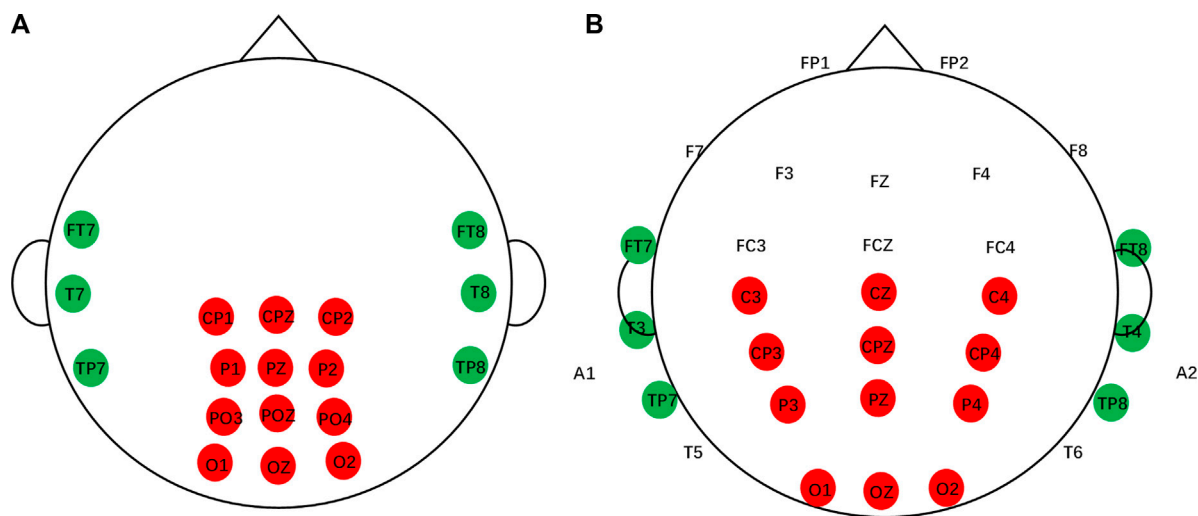 A
FT7 FT8
T7 T8
CP1 CPZ CP2
P1 PZ P2
TP7 TP8
PO3 POZ PO4
O1 OZ O2
B
FP1 FP2
F7 F8
F3 FZ F4
FT7 FC3 FCZ FC4 FT8
C3 CZ C4
T3 T4
CP3 CPZ CP4
A1 A2
TP7 P3 PZ P4 TP8
T5 T6
O1 OZ O2